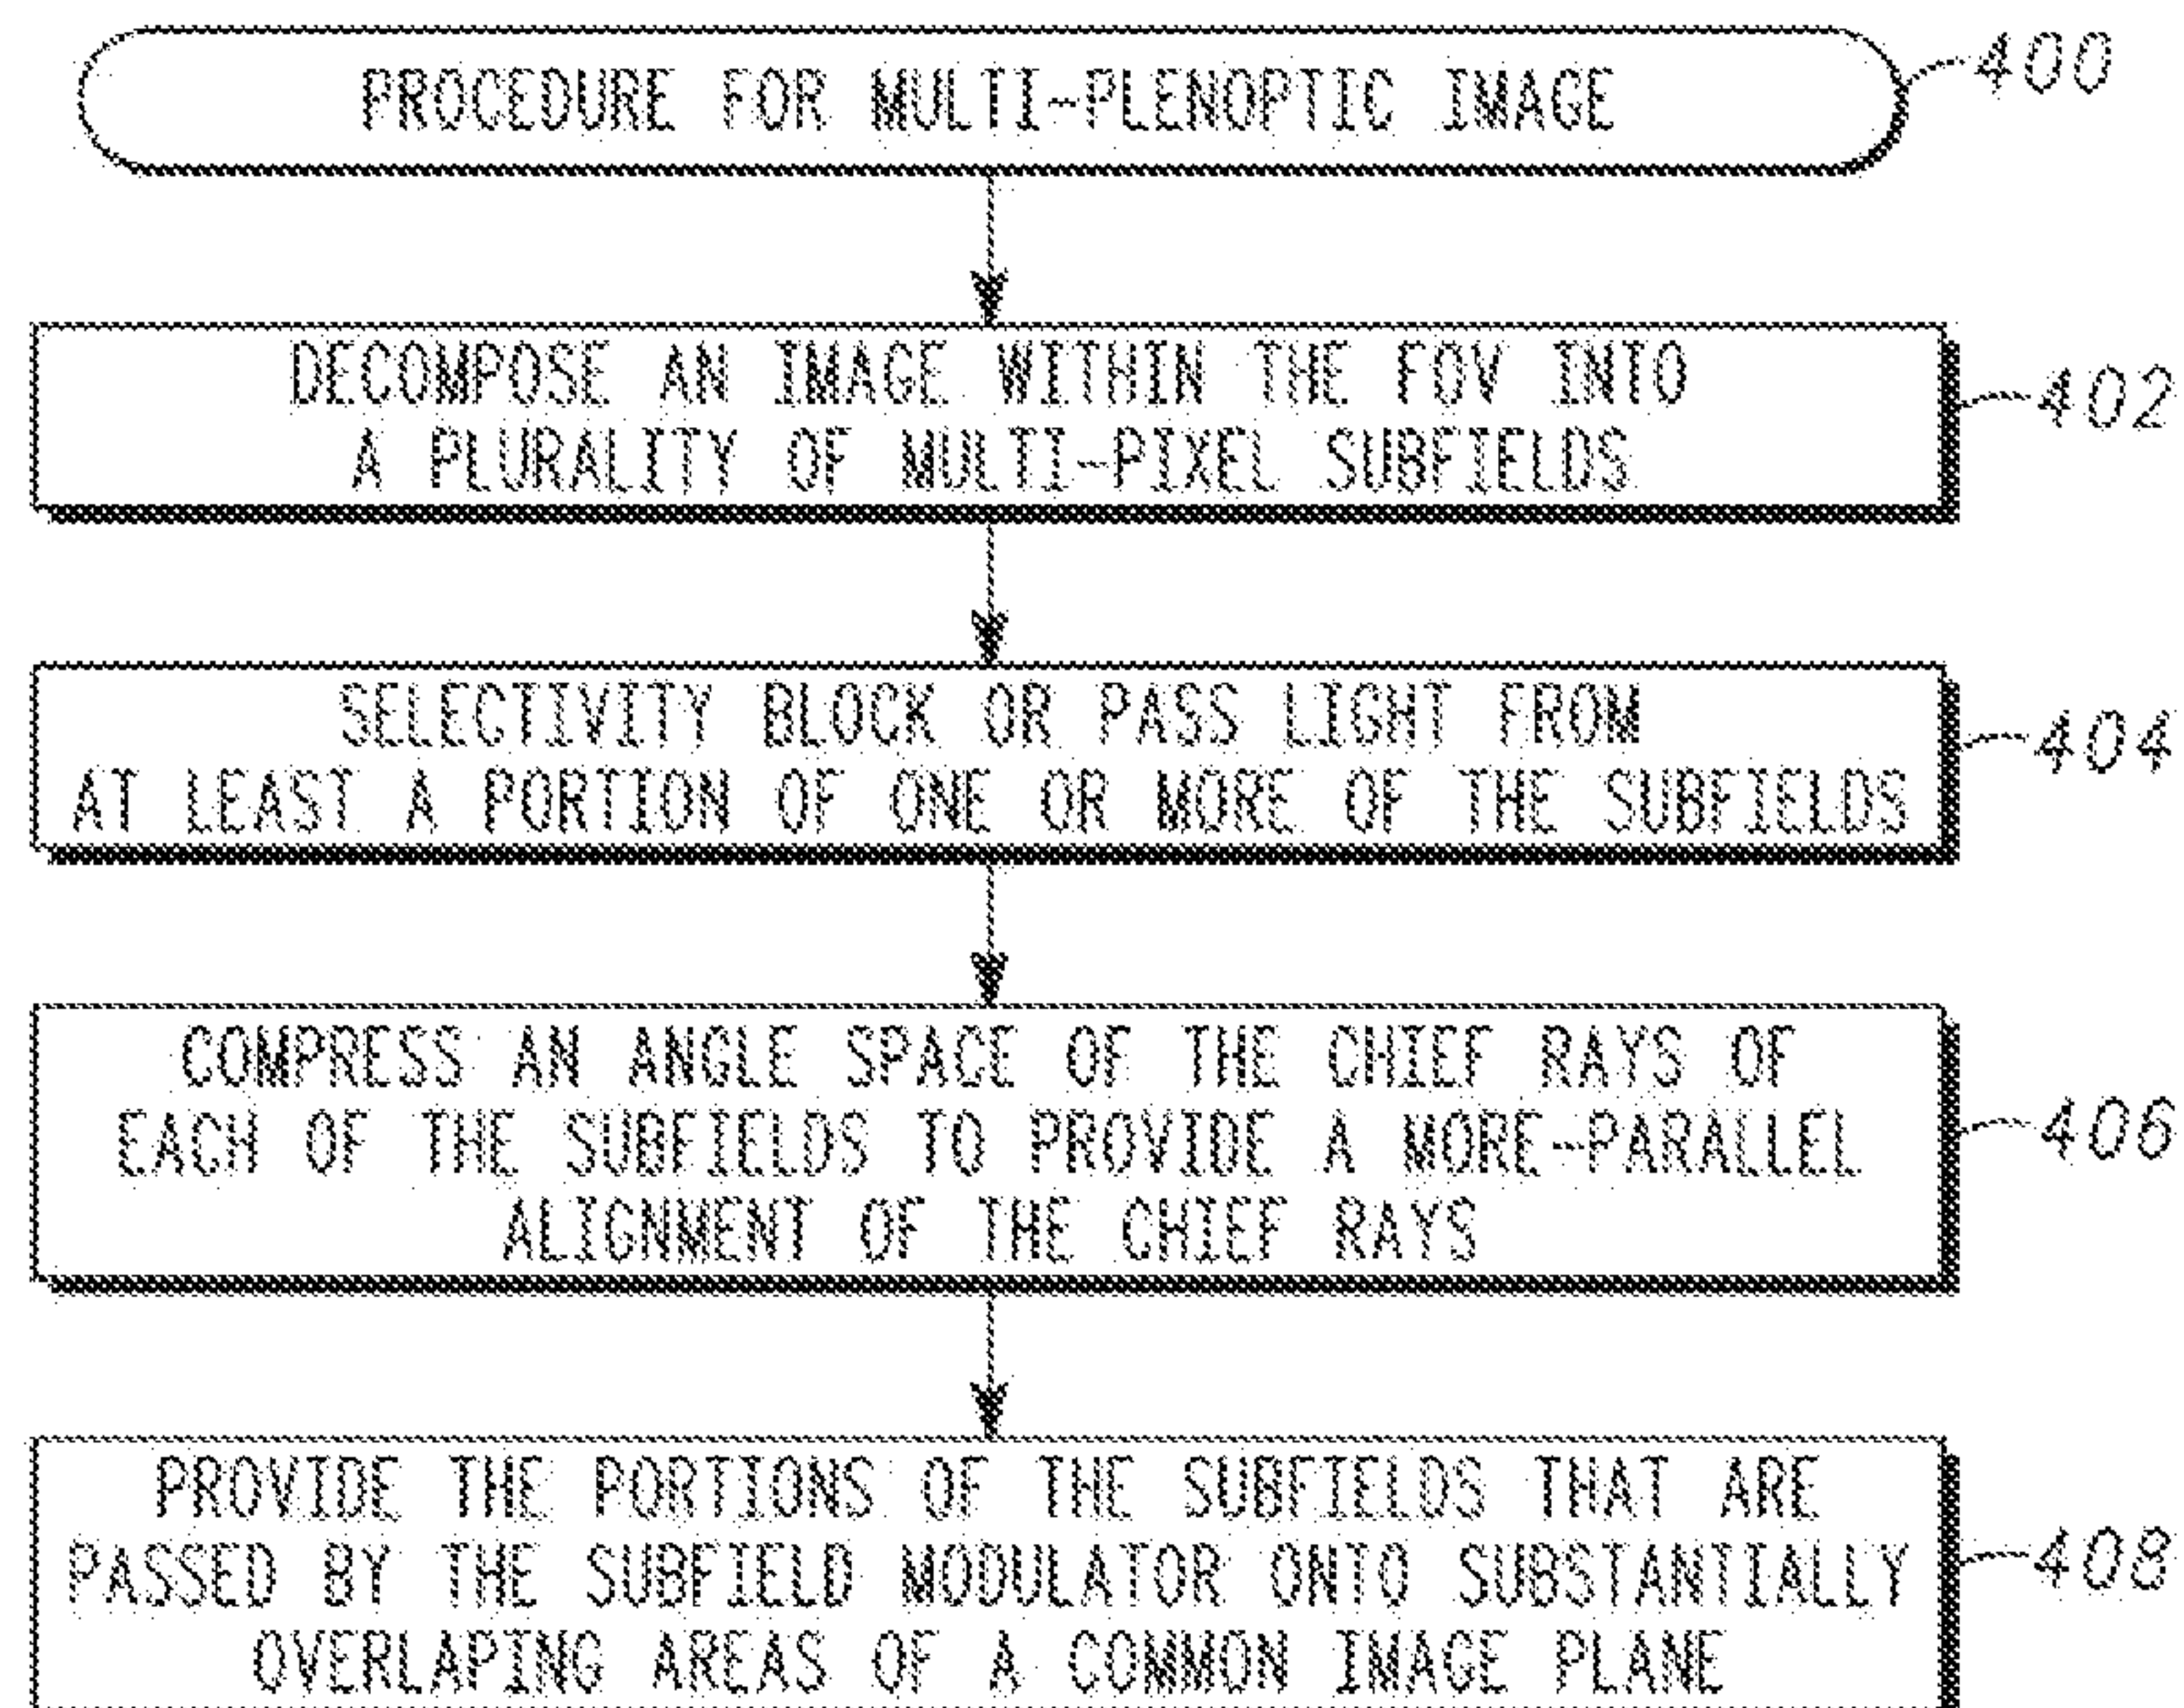 PROCEDURE FOR MULTI-PLENOPTIC IMAGE
400
DECOMPOSE AN IMAGE WITHIN THE FOV INTO
A PLURALITY OF MULTI-PIXEL SUBFIELDS
402
SELECTIVITY BLOCK OR PASS LIGHT FROM
AT LEAST A PORTION OF ONE OR MORE OF THE SUBFIELDS
404
COMPRESS AN ANGLE SPACE OF THE CHIEF RAYS OF
EACH OF THE SUBFIELDS TO PROVIDE A MORE-PARALLEL
ALIGNMENT OF THE CHIEF RAYS
406
PROVIDE THE PORTIONS OF THE SUBFIELDS THAT ARE
PASSED BY THE SUBFIELD MODULATOR ONTO SUBSTANTIALLY
OVERLAPING AREAS OF A COMMON IMAGE PLANE
408